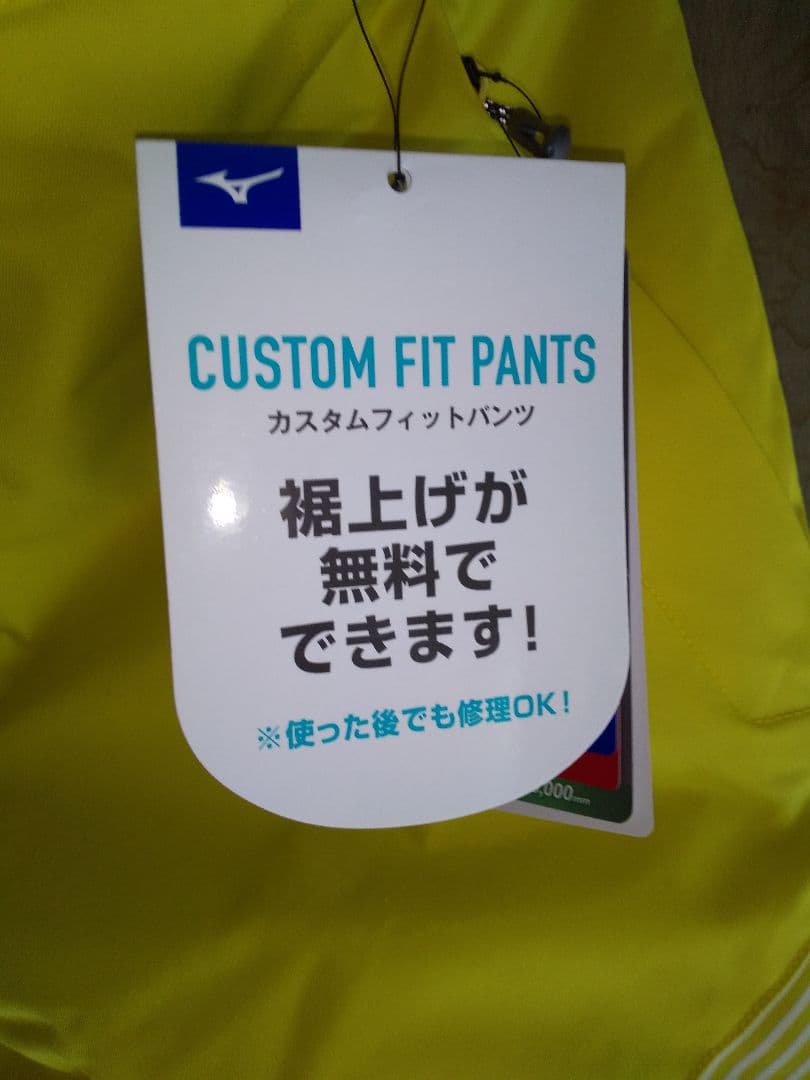 CUSTOM FIT PANTS
カスタムフィットパンツ
裾上げが
無料で
できます!
※使った後でも修理OK!
,000mm